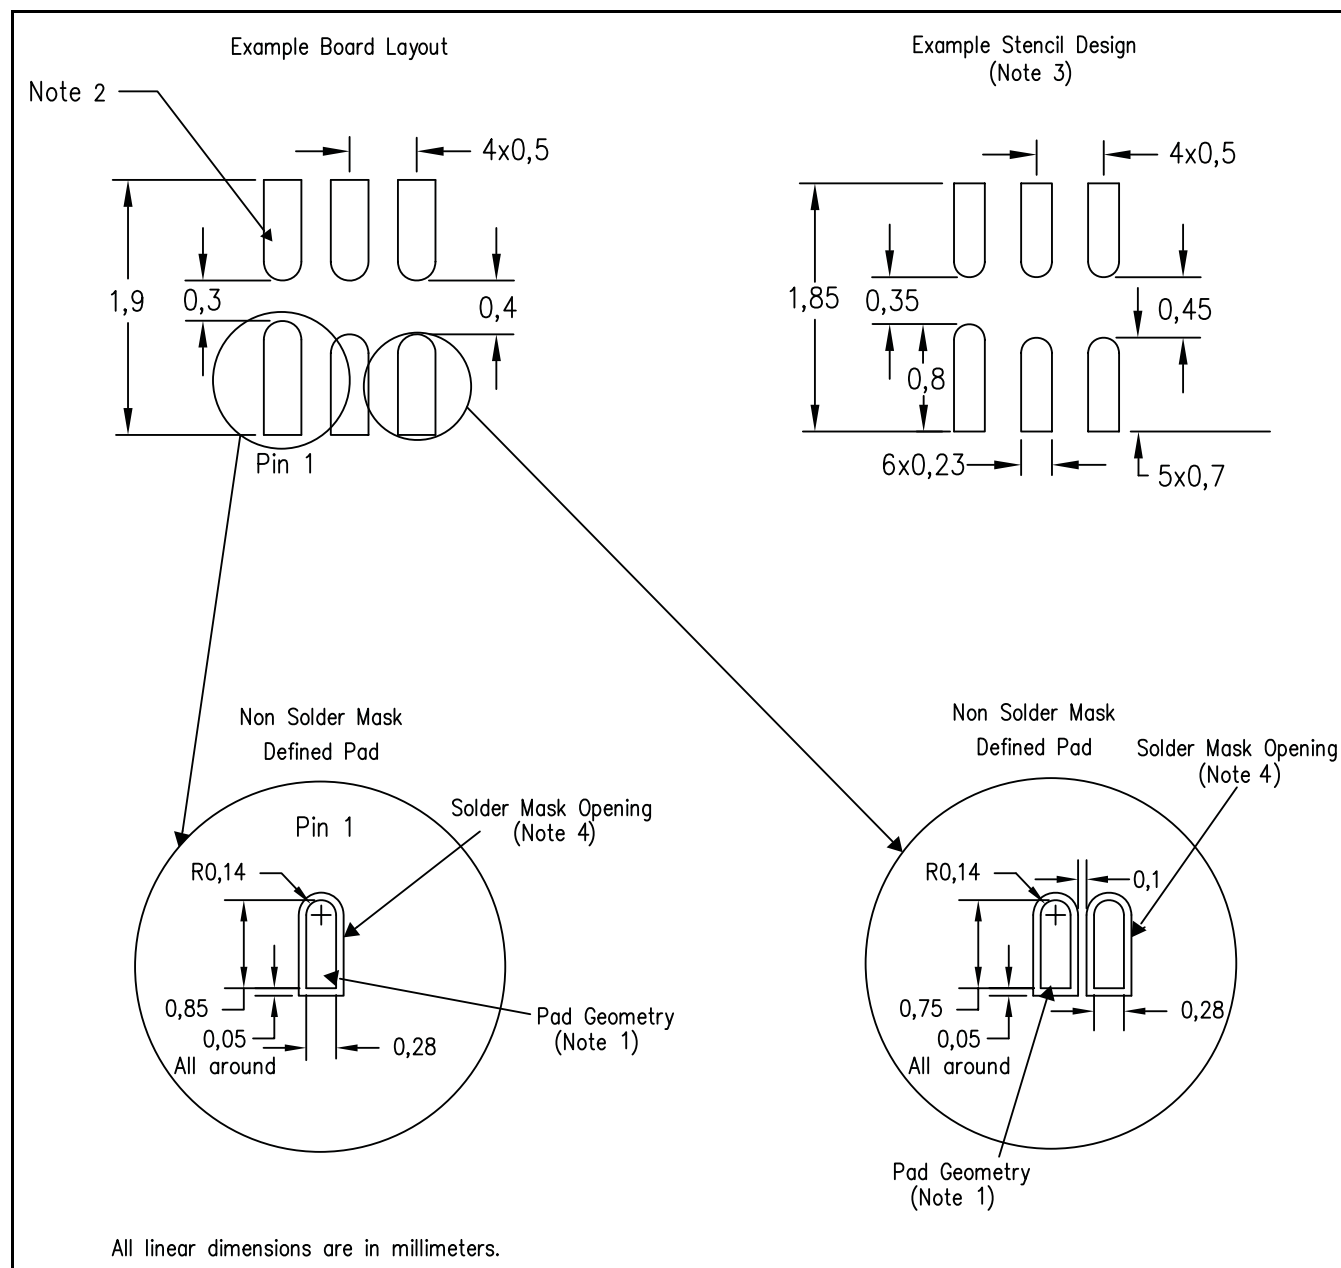 Example Board Layout
Note 2
4x0,5
1,9
0,3
0,4
Pin 1
Example Stencil Design
(Note 3)
4x0,5
1,85
0,35
0,45
0,8
6x0,23
5x0,7
Non Solder Mask
Defined Pad
Pin 1
Solder Mask Opening
(Note 4)
R0,14
0,85
0,05
All around
0,28
Pad Geometry
(Note 1)
Non Solder Mask
Defined Pad
Solder Mask Opening
(Note 4)
R0,14
0,1
0,75
0,05
All around
0,28
Pad Geometry
(Note 1)
All linear dimensions are in millimeters.